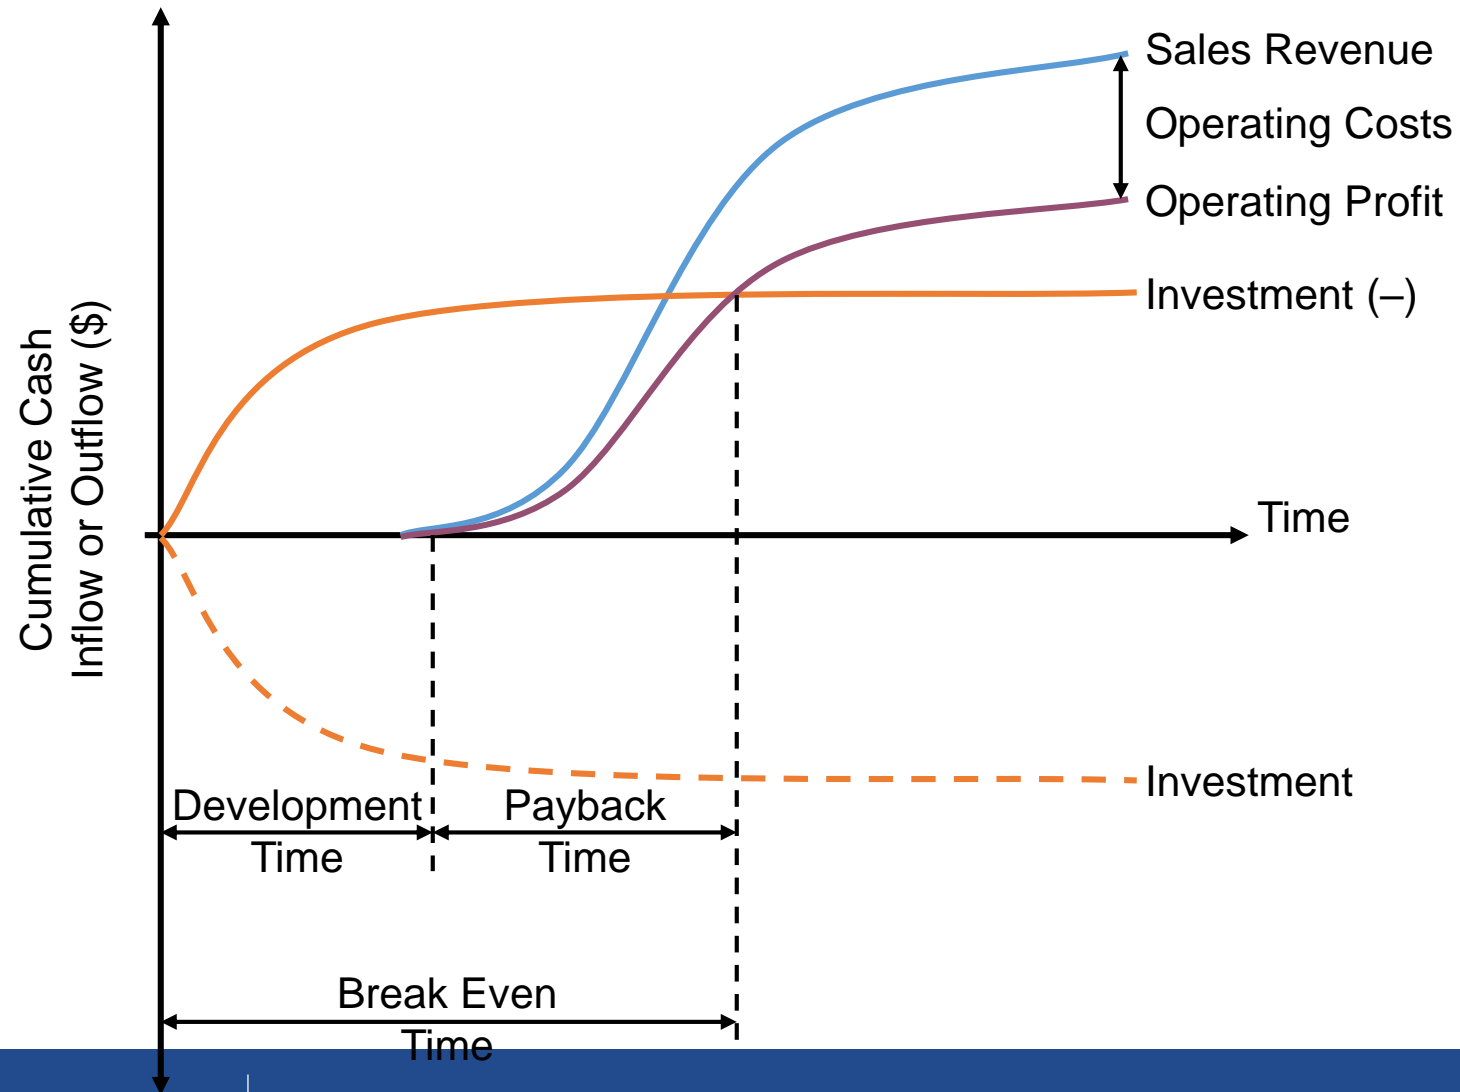 Sales Revenue
Operating Costs
Operating Profit
Investment (–)
Cumulative Cash
Inflow or Outflow ($)
Time
Investment
Development
Time
Payback
Time
Break Even
Time